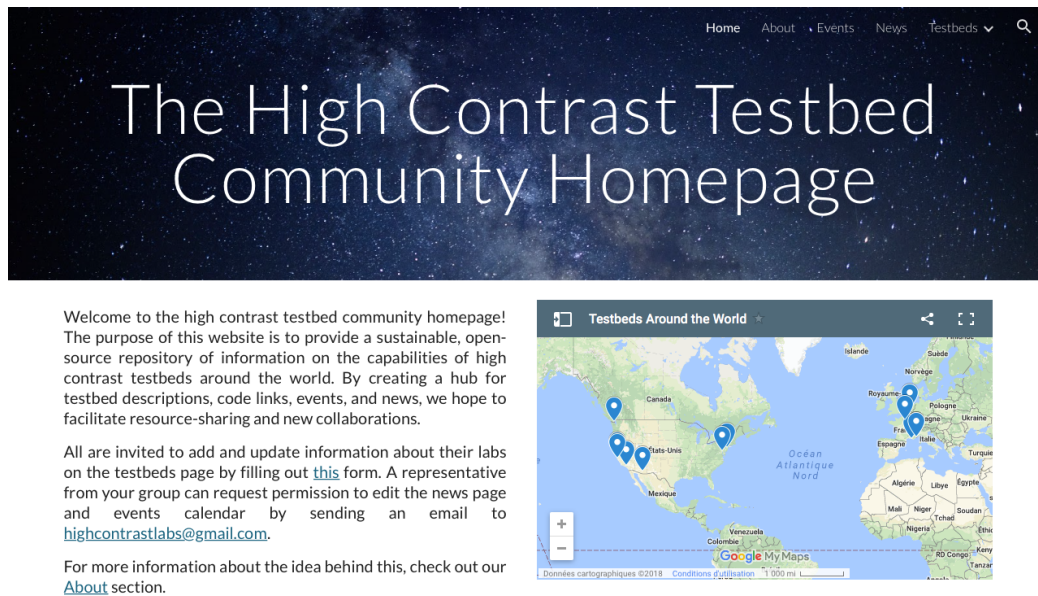 Home About Events News Testbeds
The High Contrast Testbed
Community Homepage
Welcome to the high contrast testbed community homepage!
The purpose of this website is to provide a sustainable, open-
source repository of information on the capabilities of high
contrast testbeds around the world. By creating a hub for
testbed descriptions, code links, events, and news, we hope to
facilitate resource-sharing and new collaborations.
All are invited to add and update information about their labs
on the testbeds page by filling out this form. A representative
from your group can request permission to edit the news page
and events calendar by sending an email to
highcontrastlabs@gmail.com.
For more information about the idea behind this, check out our
About section.
Testbeds Around the World
Islande
Suède
Norvège
Canada
Pologne
Ukraine
Italie
Espagne
Turquie
États-Unis
Océan
Atlantique
Nord
Algérie
Libye
Égypte
Mexique
Mali
Niger
Tchad
Soudan
Nigeria
Venezuela
Colombie
RD Congo
Google My Maps
Données cartographiques ©2018 Conditions d'utilisation 1 000 mi